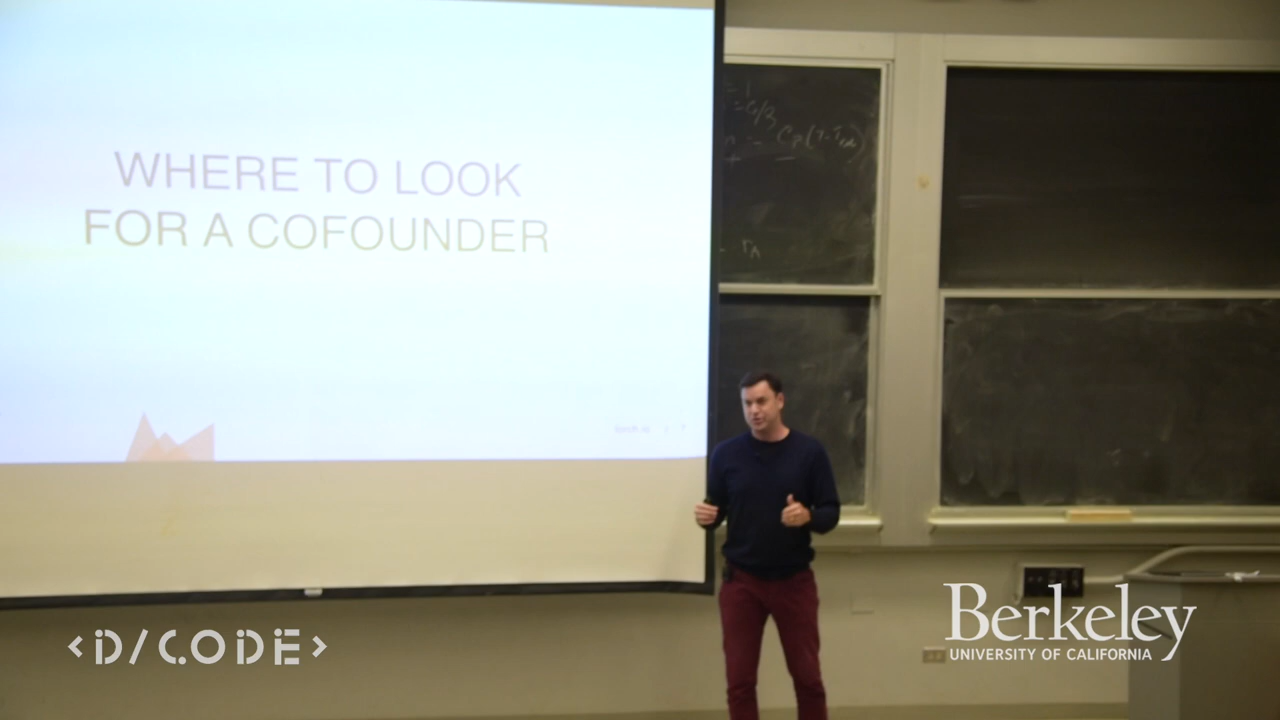 WHERE TO LOOK
FOR A COFOUNDER
<D/CODE>
Berkeley
UNIVERSITY OF CALIFORNIA